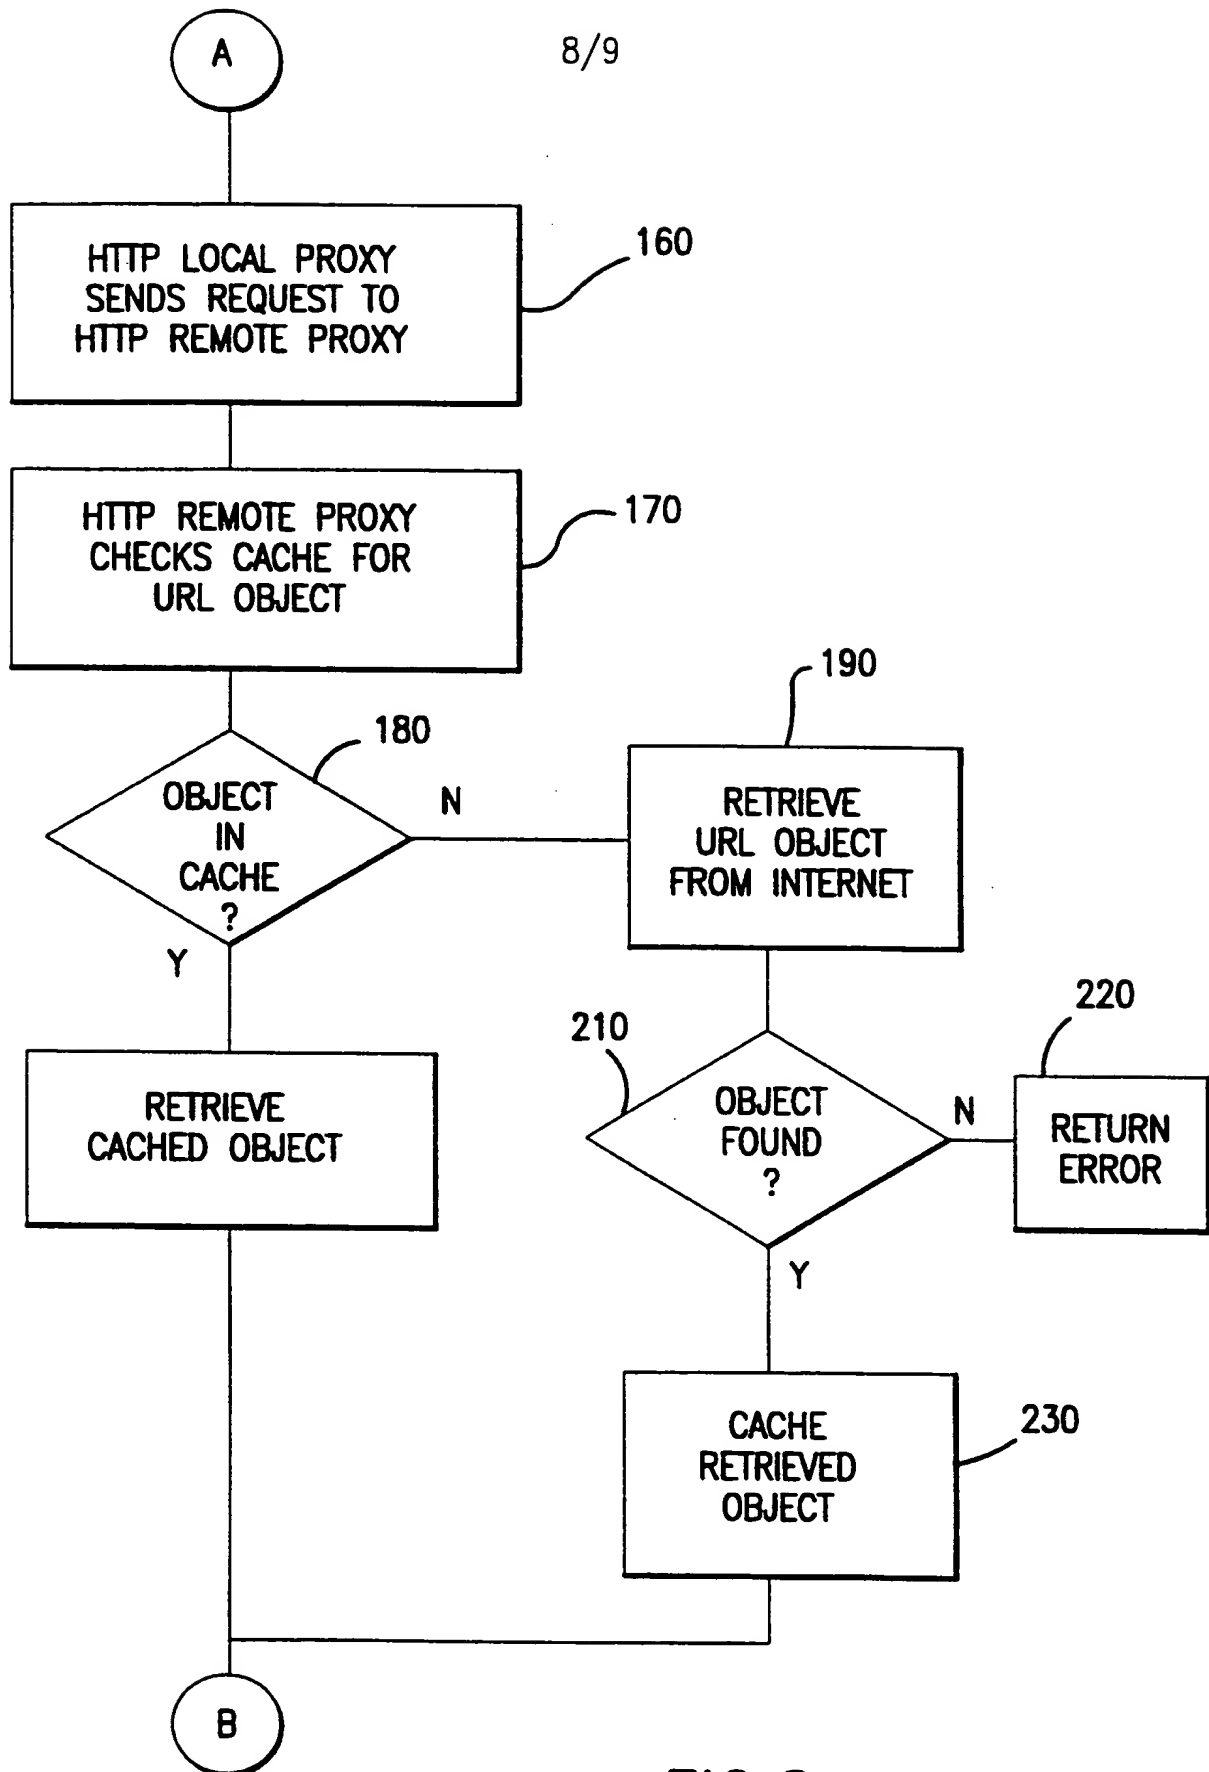 A
8/9
HTTP LOCAL PROXY
SENDS REQUEST TO
HTTP REMOTE PROXY
160
HTTP REMOTE PROXY
CHECKS CACHE FOR
URL OBJECT
170
OBJECT
IN
CACHE
?
180
N
Y
190
RETRIEVE
URL OBJECT
FROM INTERNET
RETRIEVE
CACHED OBJECT
210
OBJECT
FOUND
?
N
Y
220
RETURN
ERROR
CACHE
RETRIEVED
OBJECT
230
B